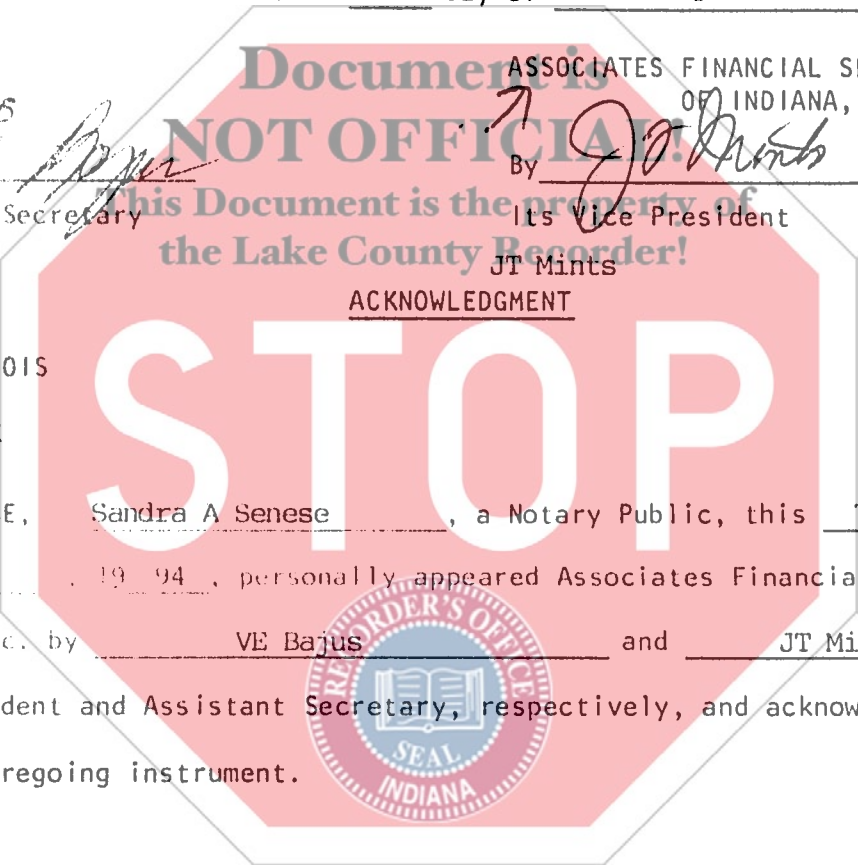 Document is
ASSOCIATES FINANCIAL S
OF INDIANA,
NOT OFFICIAL!
By JT Mints
Secretary
This Document is the property of
Its Vice President
the Lake County Recorder!
JT Mints
ACKNOWLEDGMENT
OIS
STOP
E, Sandra A Senese, a Notary Public, this
, 19 94, personally appeared Associates Financia
c. by VE Bajus and JT Mi
dent and Assistant Secretary, respectively, and acknow
regoing instrument.
RECORDER'S OFFICE
SEAL
INDIANA